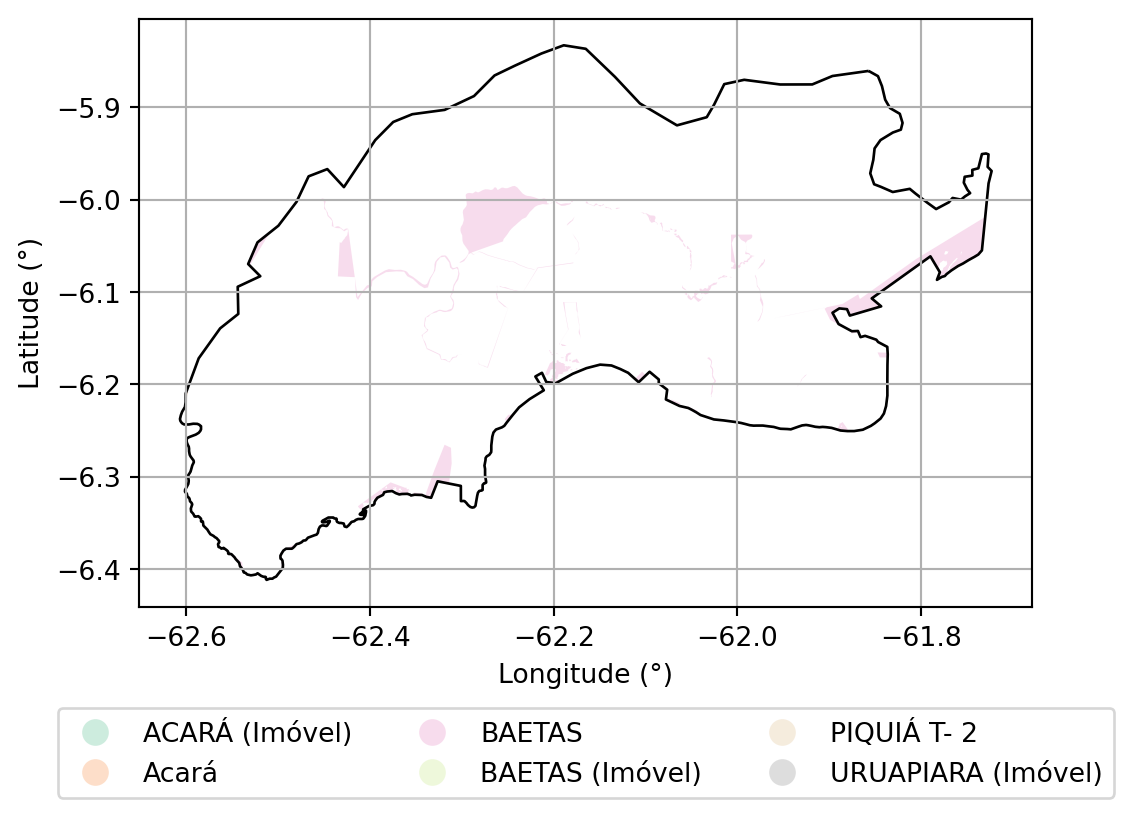 −5.9
−6.0
−6.1
−6.2
−6.3
−6.4
Latitude (°)
−62.6 −62.4 −62.2 −62.0 −61.8
Longitude (°)
ACARÁ (Imóvel) BAETAS PIQUIÁ T- 2
Acará BAETAS (Imóvel) URUAPIARA (Imóvel)